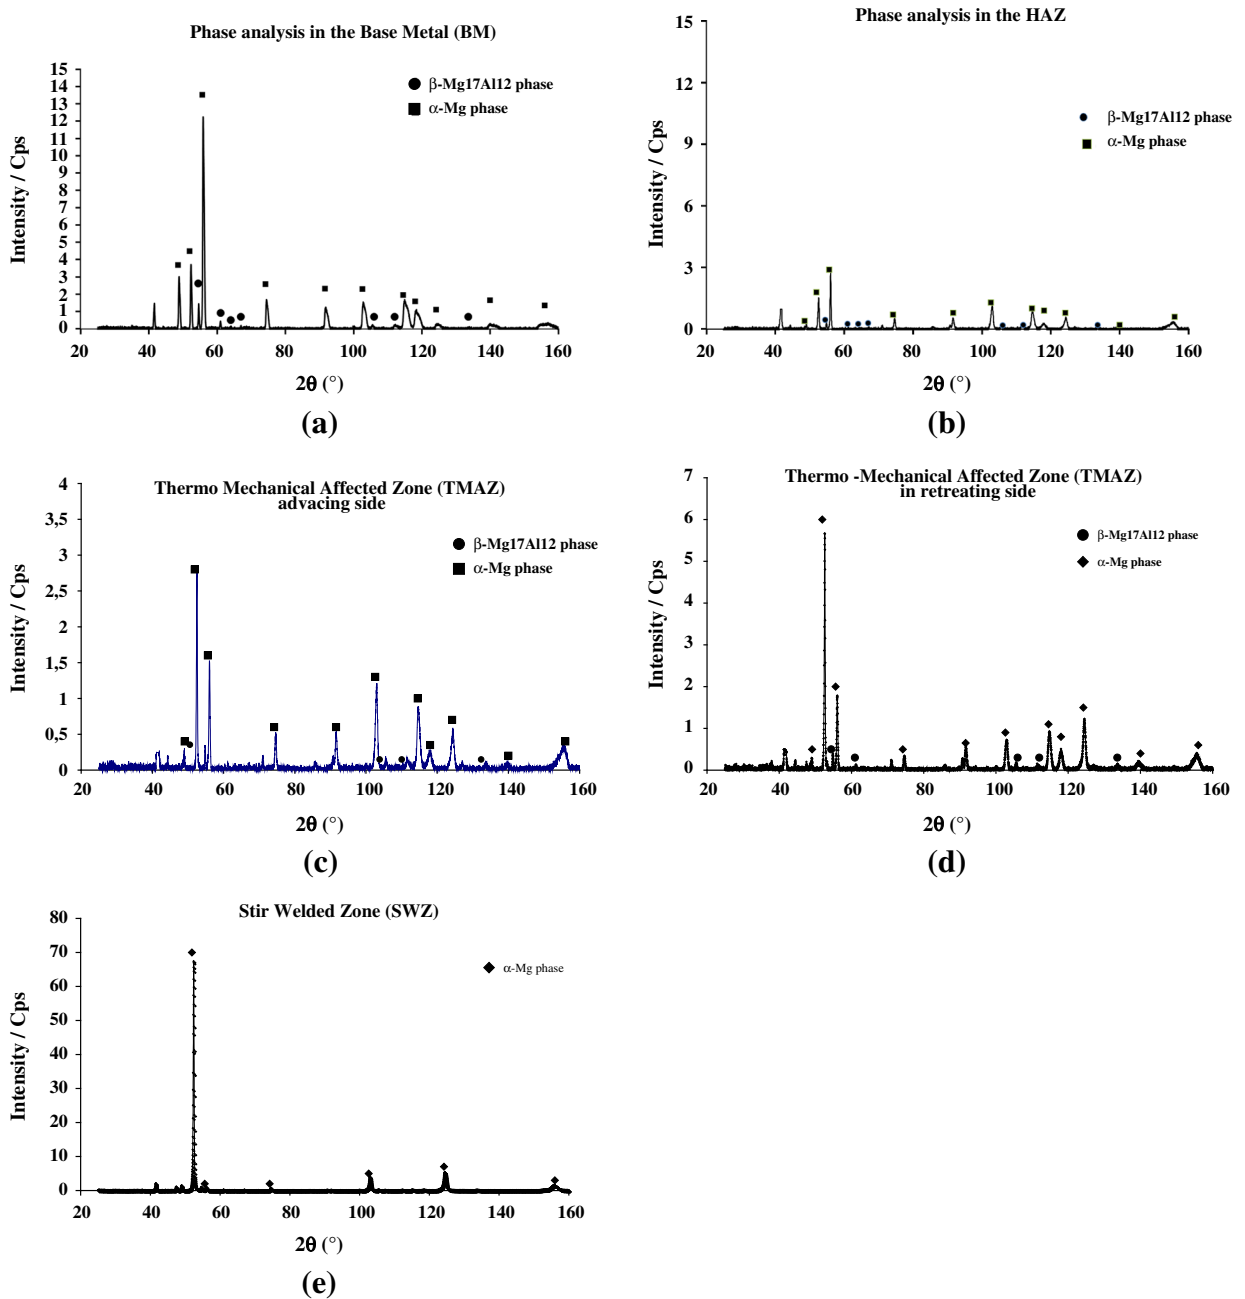 Phase analysis in the Base Metal (BM)
15
14
13
12
11
10
9
8
7
6
5
4
3
2
1
0
Intensity / Cps
β-Mg17Al12 phase
α-Mg phase
20 40 60 80 100 120 140 160
2θ (°)
(a)
Phase analysis in the HAZ
15
12
9
6
3
0
Intensity / Cps
β-Mg17Al12 phase
α-Mg phase
20 40 60 80 100 120 140 160
2θ (°)
(b)
Thermo Mechanical Affected Zone (TMAZ)
advacing side
4
3,5
3
2,5
2
1,5
1
0,5
0
Intensity / Cps
β-Mg17Al12 phase
α-Mg phase
20 40 60 80 100 120 140 160
2θ (°)
(c)
Thermo -Mechanical Affected Zone (TMAZ)
in retreating side
7
6
5
4
3
2
1
0
Intensity / Cps
β-Mg17Al12 phase
α-Mg phase
20 40 60 80 100 120 140 160
2θ (°)
(d)
Stir Welded Zone (SWZ)
80
70
60
50
40
30
20
10
0
Intensity / Cps
α-Mg phase
20 40 60 80 100 120 140 160
2θ (°)
(e)